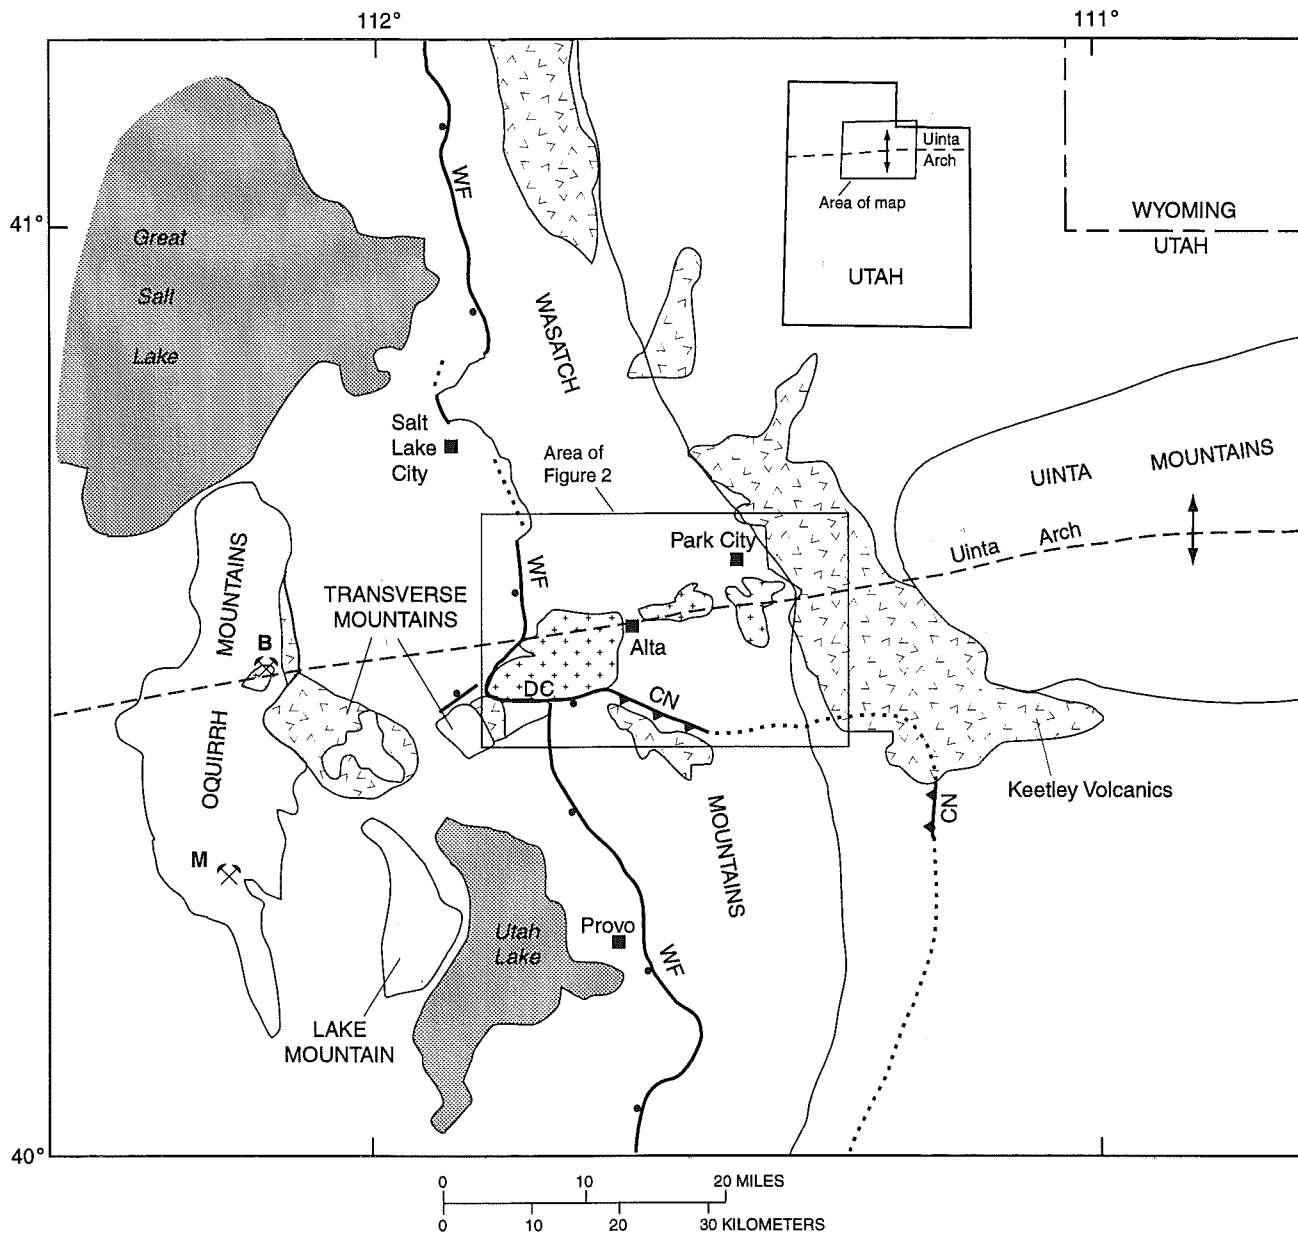 112°
111°
41°
40°
Great
Salt
Lake
WF
WASATCH
Uinta
Arch
Area of map
UTAH
WYOMING
UTAH
Salt
Lake
City
Area of
Figure 2
UINTA MOUNTAINS
Uinta Arch
Park City
WF
MOUNTAINS
OQUIRRH
TRANSVERSE
MOUNTAINS
B
Alta
DC
CN
Keetley Volcanics
CN
M
MOUNTAINS
Utah
Lake
Provo
WF
LAKE
MOUNTAIN
0 10 20 MILES
0 10 20 30 KILOMETERS